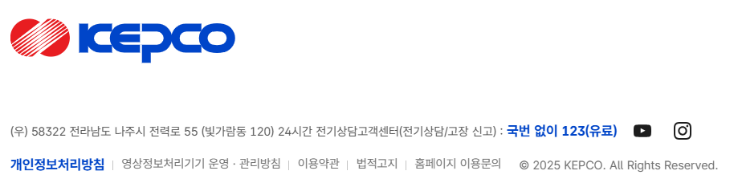 KEPCO
(우) 58322 전라남도 나주시 전력로 55 (빛가람동 120) 24시간 전기상담고객센터(전기상담/고장 신고) : 국번 없이 123(유료)
개인정보처리방침 | 영상정보처리기기 운영 · 관리방침 | 이용약관 | 법적고지 | 홈페이지 이용문의 © 2025 KEPCO. All Rights Reserved.